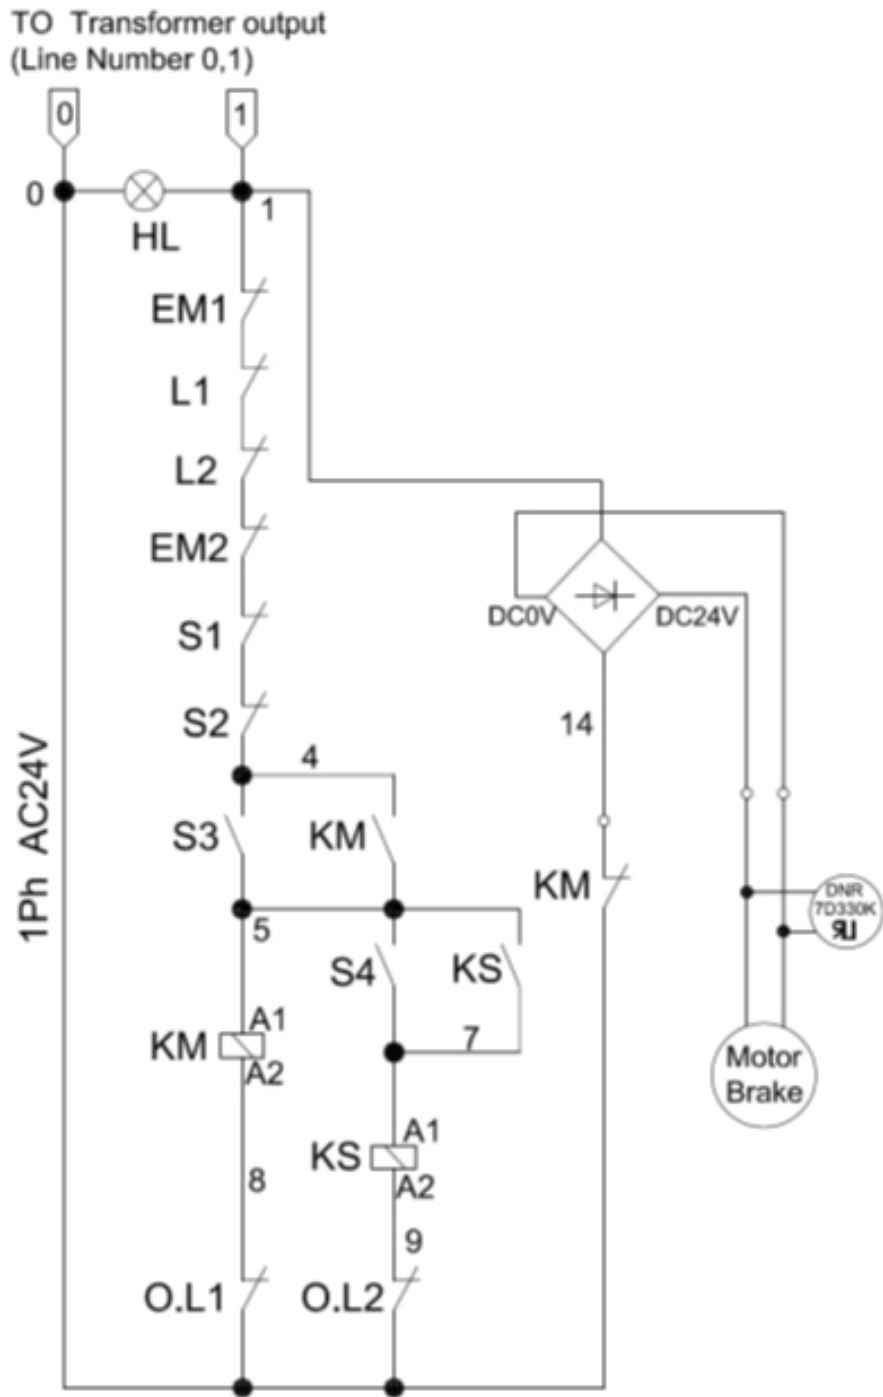 TO Transformer output
(Line Number 0,1)
0
1
0
1
HL
EM1
L1
L2
EM2
S1
S2
DC0V
DC24V
14
4
1Ph AC24V
S3
KM
KM
DNR
7D330K
5
S4
KS
KM
A1
A2
7
Motor
Brake
KS
A1
A2
8
9
O.L1
O.L2